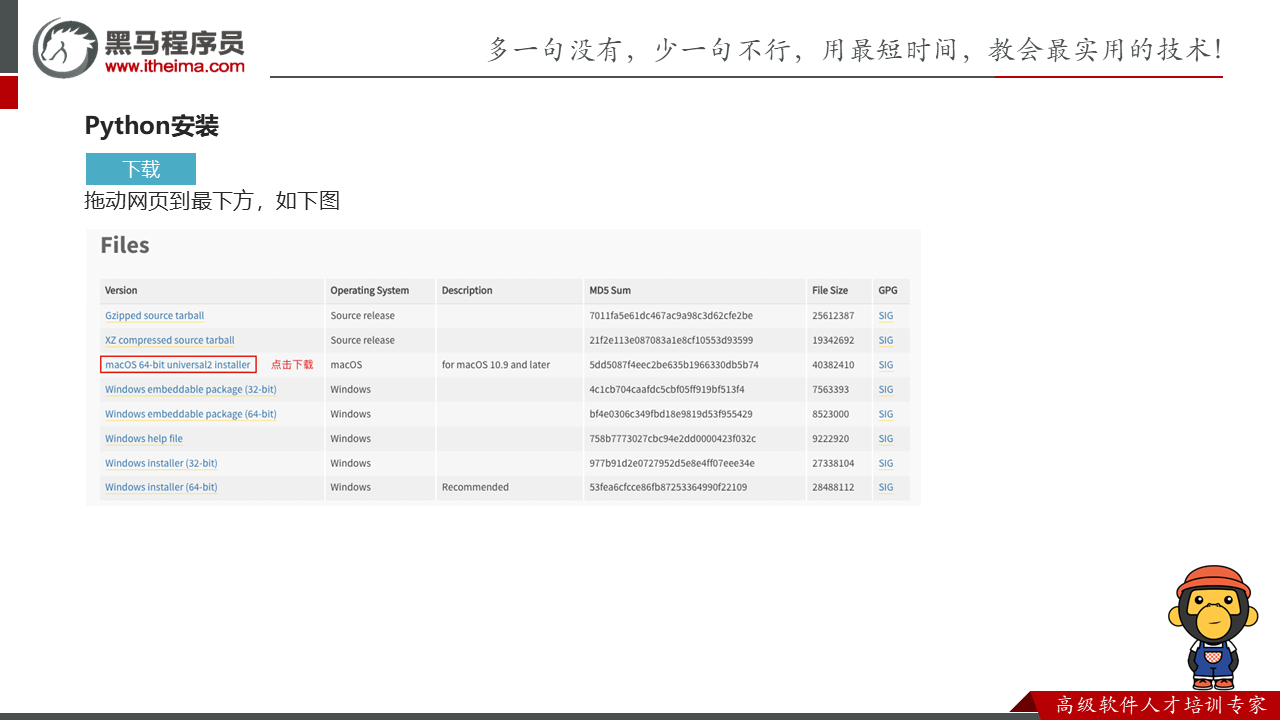 黑马程序员
www.itheima.com
多一句没有，少一句不行，用最短时间，教会最实用的技术！
Python安装
下载
拖动网页到最下方，如下图
Files
Version Operating System Description MD5 Sum File Size GPG
Gzipped source tarball Source release 7011fa5e61dc467ac9a98c3d62cfe2be 25612387 SIG
XZ compressed source tarball Source release 21f2e113e087083a1e8cf10553d93599 19342692 SIG
macOS 64-bit universal2 installer 点击下载 macOS for macOS 10.9 and later 5dd5087f4eec2be635b1966330db5b74 40382410 SIG
Windows embeddable package (32-bit) Windows 4c1cb704caafdc5cbf05ff919bf513f4 7563393 SIG
Windows embeddable package (64-bit) Windows bf4e0306c349fbd18e9819d53f955429 8523000 SIG
Windows help file Windows 758b7773027cbc94e2dd0000423f032c 9222920 SIG
Windows installer (32-bit) Windows 977b91d2e0727952d5e8e4ff07eee34e 27338104 SIG
Windows installer (64-bit) Windows Recommended 53fea6cfcce86fb87253364990f22109 28488112 SIG
高级软件人才培训专家